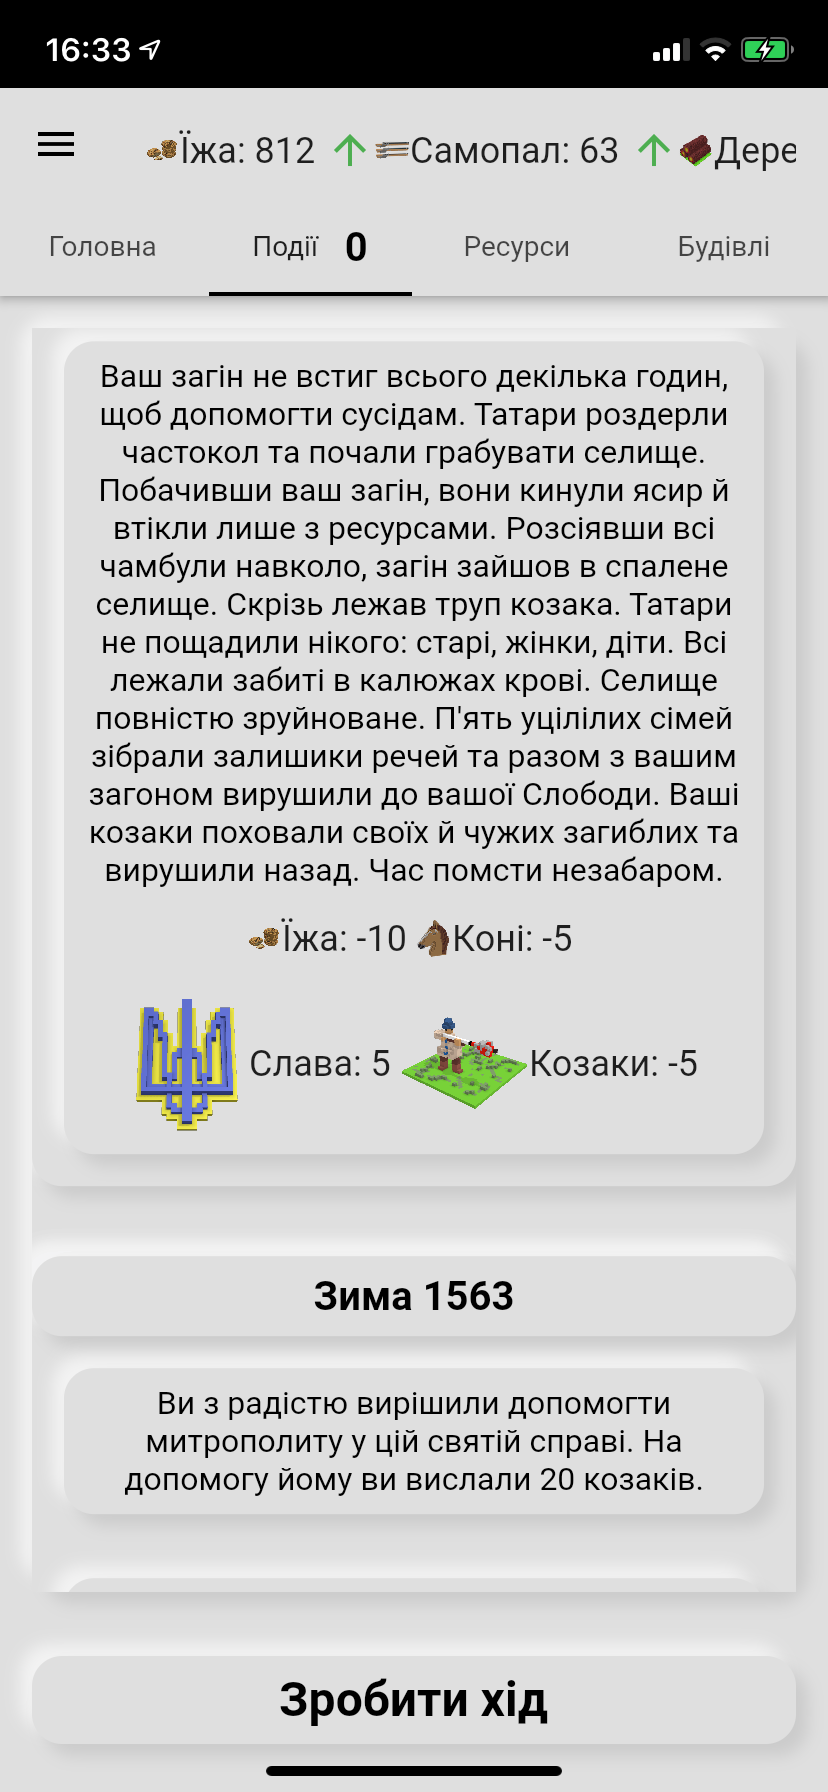 16:33
Їжа: 812 Самопал: 63 Дере
Головна Події 0 Ресурси Будівлі
Ваш загін не встиг всього декілька годин,
щоб допомогти сусідам. Татари роздерли
частокол та почали грабувати селище.
Побачивши ваш загін, вони кинули ясир й
втікли лише з ресурсами. Розсіявши всі
чамбули навколо, загін зайшов в спалене
селище. Скрізь лежав труп козака. Татари
не пощадили нікого: старі, жінки, діти. Всі
лежали забиті в калюжах крові. Селище
повністю зруйноване. П'ять уцілілих сімей
зібрали залишики речей та разом з вашим
загоном вирушили до вашої Слободи. Ваші
козаки поховали своїх й чужих загиблих та
вирушили назад. Час помсти незабаром.
Їжа: -10 Коні: -5
Слава: 5 Козаки: -5
Зима 1563
Ви з радістю вирішили допомогти
митрополиту у цій святій справі. На
допомогу йому ви вислали 20 козаків.
Зробити хід